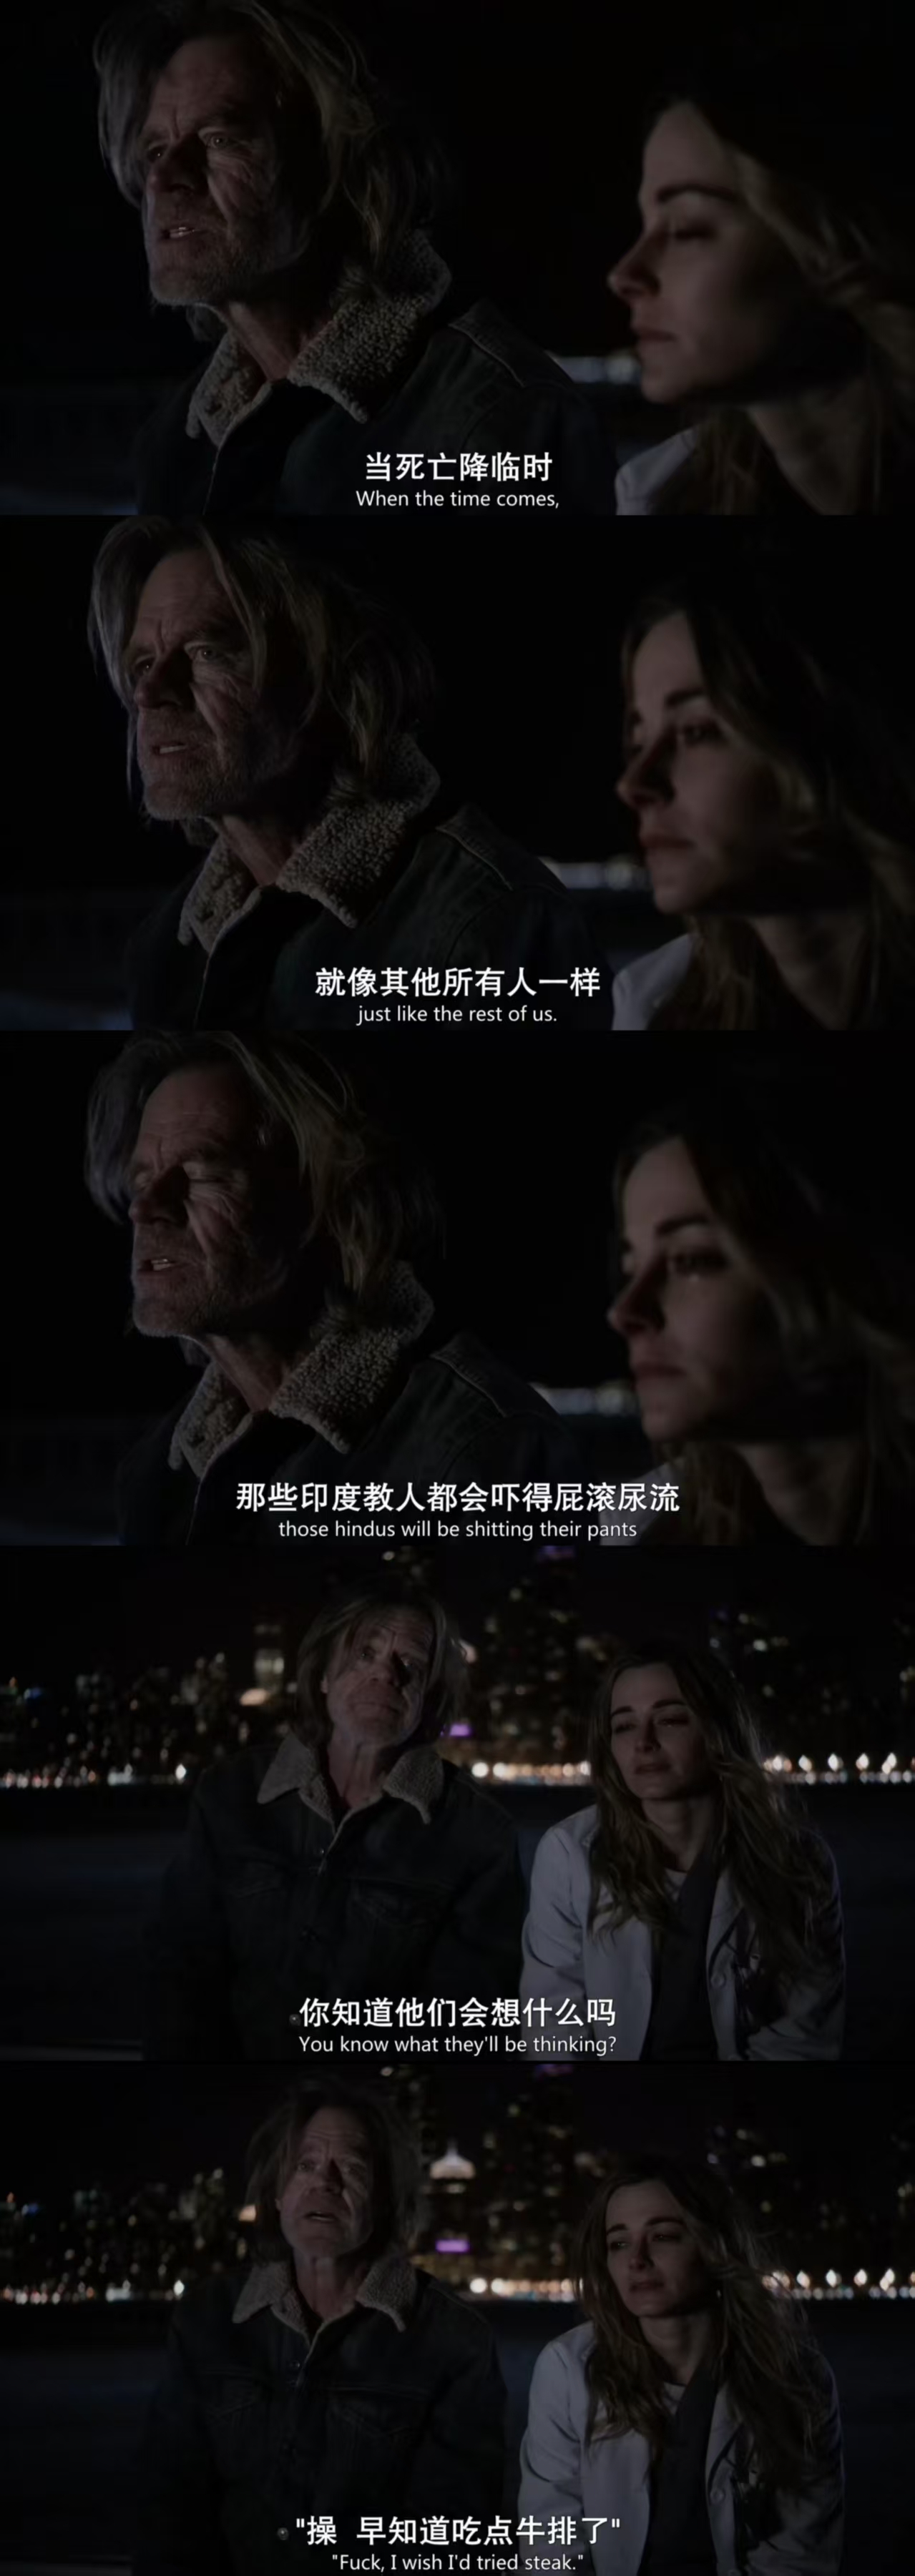 当死亡降临时
When the time comes,
就像其他所有人一样
just like the rest of us.
那些印度教人都会吓得屁滚尿流
those hindus will be shitting their pants
你知道他们会想什么吗
You know what they'll be thinking?
"操 早知道吃点牛排了"
"Fuck, I wish I'd tried steak."